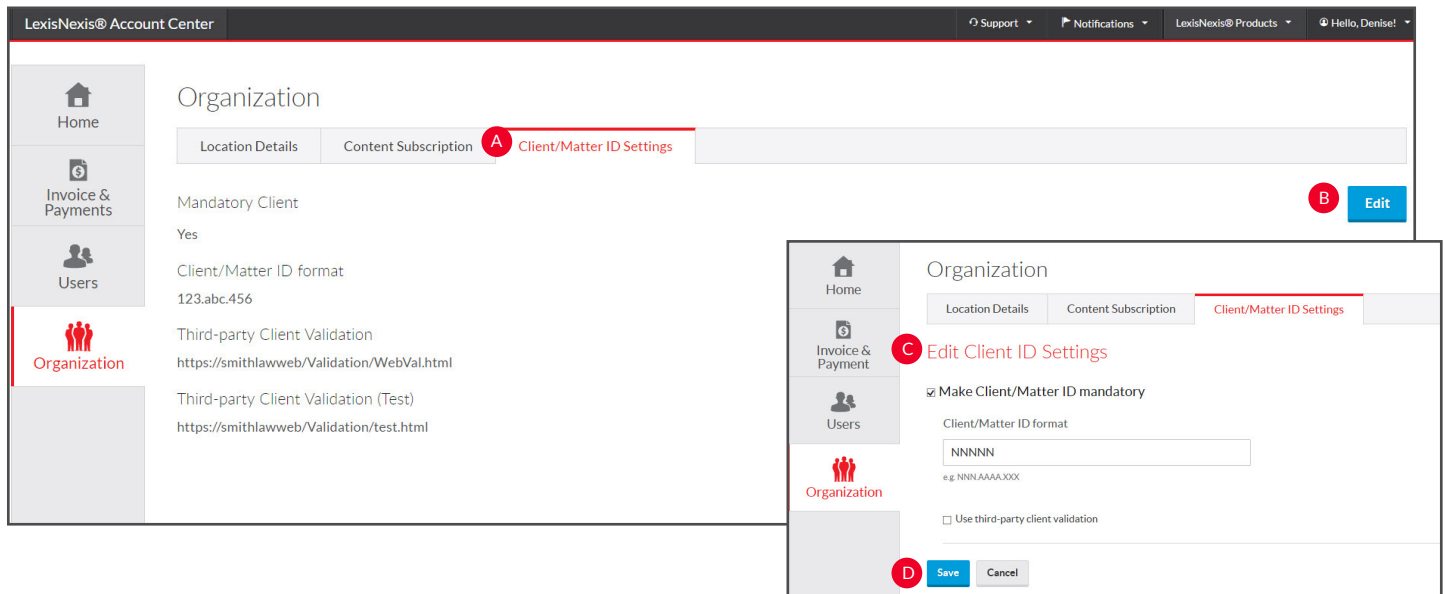 LexisNexis® Account Center
Support
Notifications
LexisNexis® Products
Hello, Denise!
Home
Invoice &
Payments
Users
Organization
Organization
Location Details
Content Subscription
A
Client/Matter ID Settings
Mandatory Client
Yes
B
Edit
Client/Matter ID format
123.abc.456
Third-party Client Validation
https://smithlawweb/Validation/WebVal.html
Third-party Client Validation (Test)
https://smithlawweb/Validation/test.html
Home
Invoice &
Payment
Users
Organization
Organization
Location Details
Content Subscription
Client/Matter ID Settings
C
Edit Client ID Settings
Make Client/Matter ID mandatory
Client/Matter ID format
NNNNN
e.g. NNN.AAAA.XXX
Use third-party client validation
D
Save
Cancel